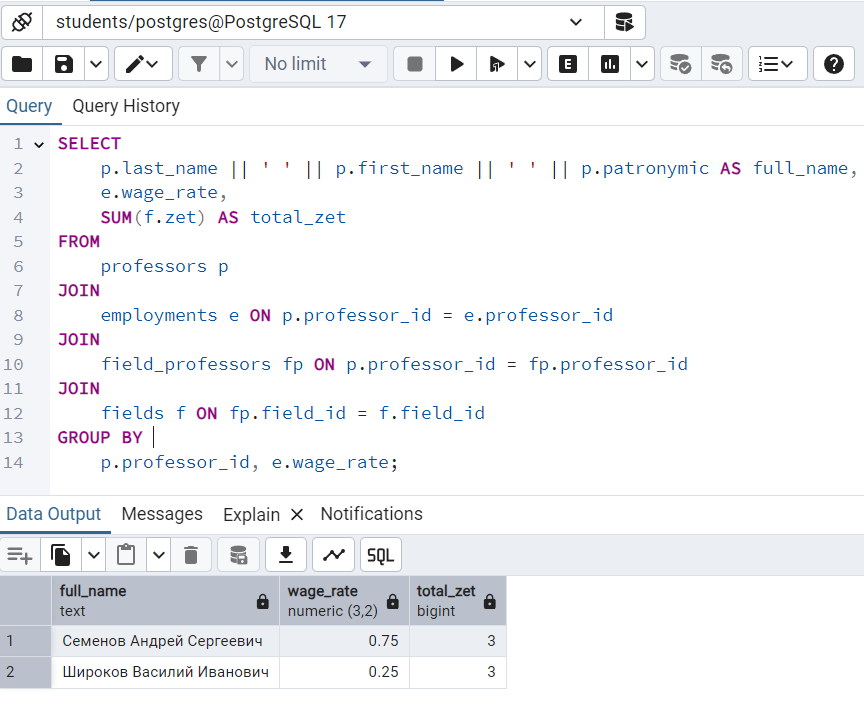 students/postgres@PostgreSQL 17
No limit
E
Query Query History
1 SELECT
2 p.last_name || ' ' || p.first_name || ' ' || p.patronymic AS full_name,
3 e.wage_rate,
4 SUM(f.zet) AS total_zet
5 FROM
6 professors p
7 JOIN
8 employments e ON p.professor_id = e.professor_id
9 JOIN
10 field_professors fp ON p.professor_id = fp.professor_id
11 JOIN
12 fields f ON fp.field_id = f.field_id
13 GROUP BY
14 p.professor_id, e.wage_rate;
Data Output Messages Explain Notifications
SQL
full_name wage_rate total_zet
text numeric (3,2) bigint
1 Семенов Андрей Сергеевич 0.75 3
2 Широков Василий Иванович 0.25 3